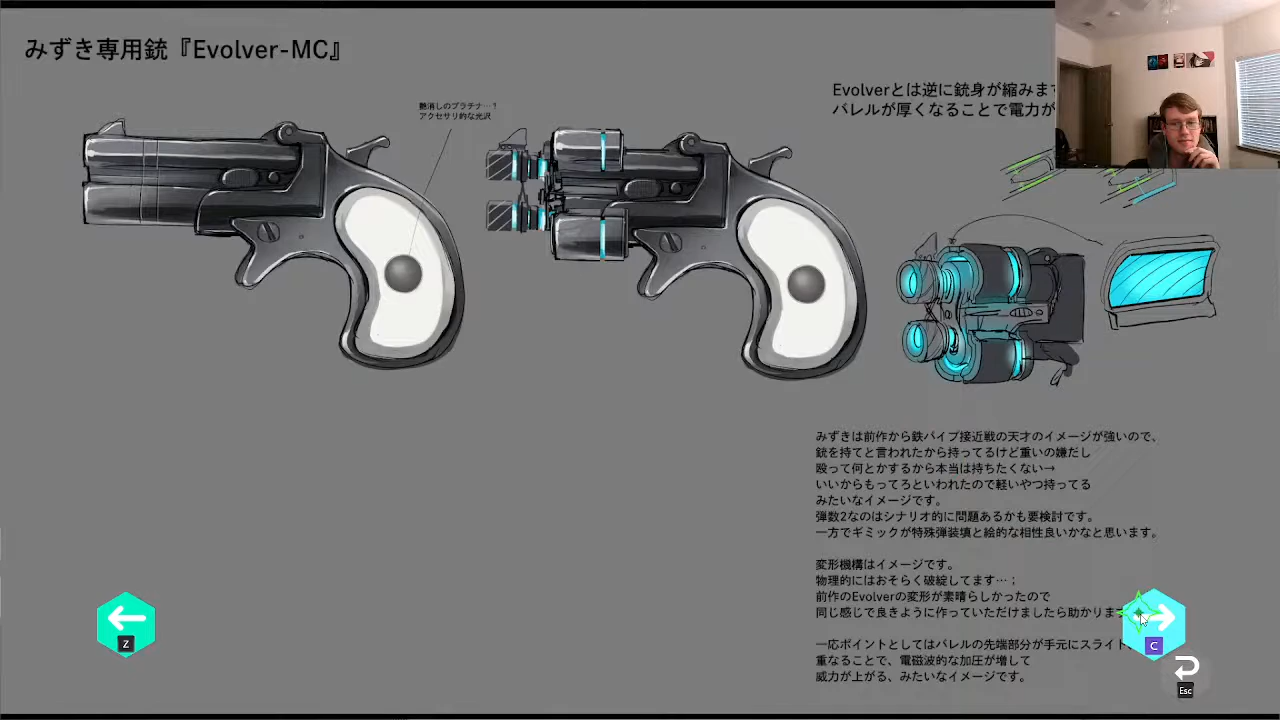 みずき専用銃『Evolver-MC』
艶消しのプラチナ…？
アクセサリ的な光沢
Evolverとは逆に銃身が縮みます
バレルが厚くなることで電力が
みずきは前作から鉄パイプ接近戦の天才のイメージが強いので、
銃を持てと言われたから持ってるけど重いの嫌だし
殴って何とかするから本当は持ちたくない→
いいからもってろといわれたので軽いやつ持ってる
みたいなイメージです。
弾数2なのはシナリオ的に問題あるかも要検討です。
一方でギミックが特殊弾装填と絵的な相性良いかなと思います。
変形機構はイメージです。
物理的にはおそらく破綻してます…；
前作のEvolverの変形が素晴らしかったので
同じ感じで良きように作っていただけましたら助かりま
一応ポイントとしてはバレルの先端部分が手元にスライド
重なることで、電磁波的な加圧が増して
威力が上がる、みたいなイメージです。
Z
C
Esc